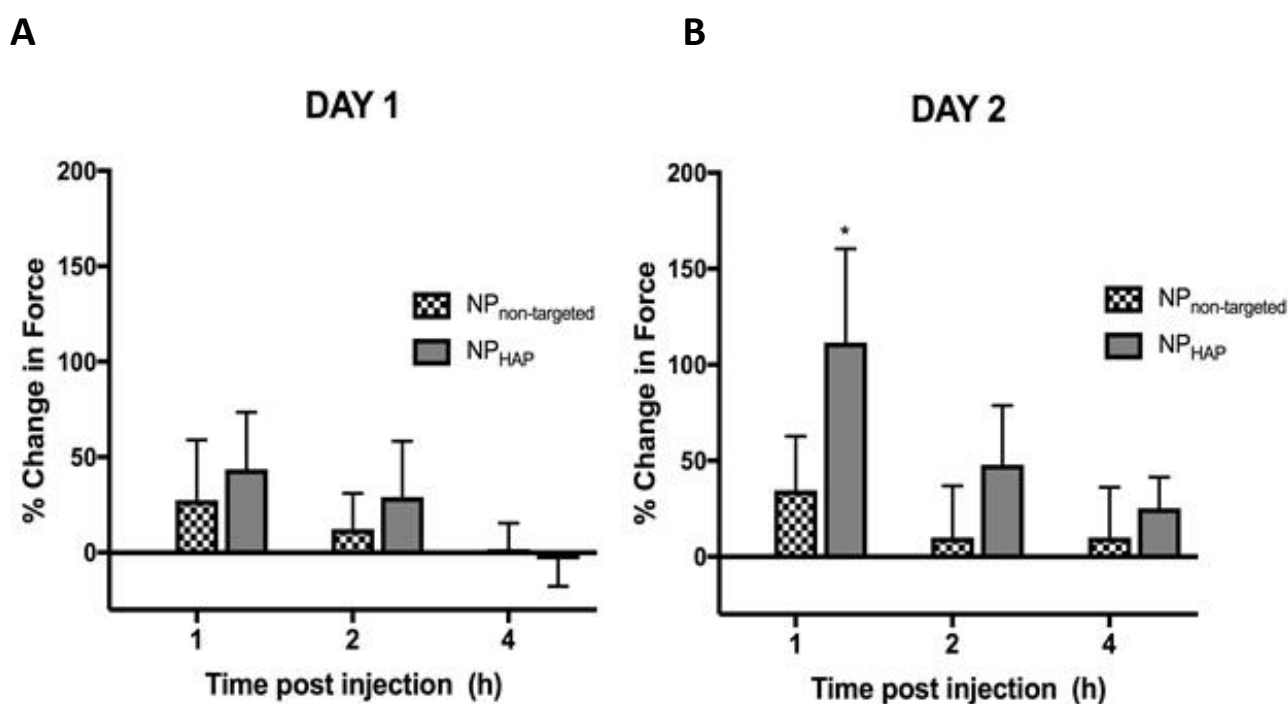 A
B
DAY 1
DAY 2
% Change in Force
200
150
100
50
0
NPnon-targeted
NPHAP
1
2
4
Time post injection (h)
% Change in Force
200
150
100
50
0
*
NPnon-targeted
NPHAP
1
2
4
Time post injection (h)